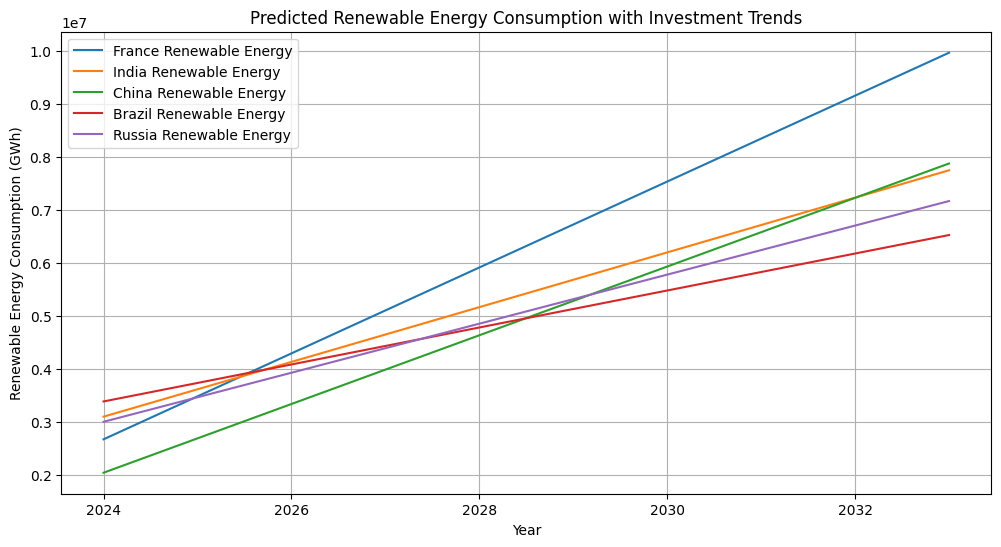 Predicted Renewable Energy Consumption with Investment Trends
1e7
France Renewable Energy
India Renewable Energy
China Renewable Energy
Brazil Renewable Energy
Russia Renewable Energy
Renewable Energy Consumption (GWh)
1.0
0.9
0.8
0.7
0.6
0.5
0.4
0.3
0.2
2024 2026 2028 2030 2032
Year